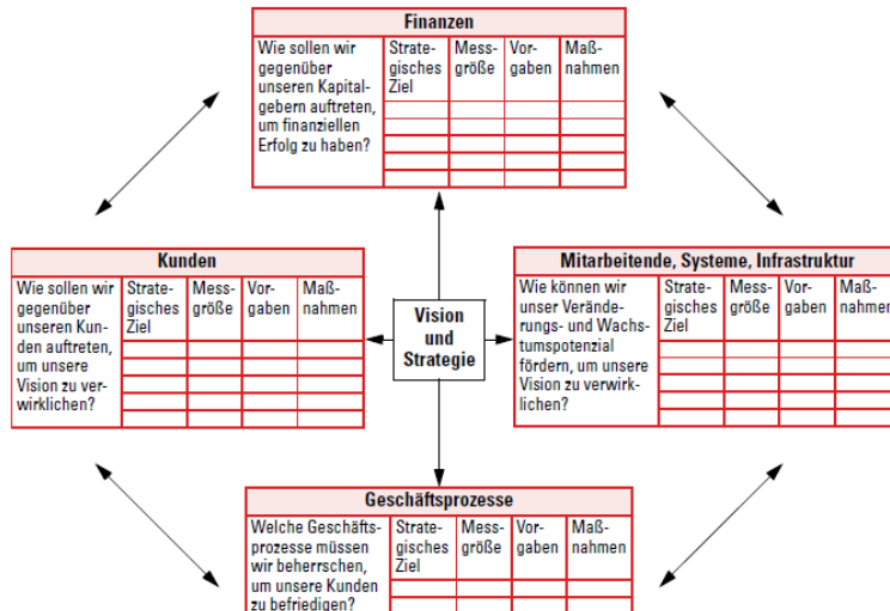 Finanzen
Wie sollen wir
gegenüber
unseren Kapital-
gebern auftreten,
um finanziellen
Erfolg zu haben?
Strate-
gisches
Ziel
Mess-
größe
Vor-
gaben
Maß-
nahmen
Kunden
Wie sollen wir
gegenüber
unseren Kun-
den auftreten,
um unsere
Vision zu ver-
wirklichen?
Strate-
gisches
Ziel
Mess-
größe
Vor-
gaben
Maß-
nahmen
Vision
und
Strategie
Mitarbeitende, Systeme, Infrastruktur
Wie können wir
unser Verände-
rungs- und Wachs-
tumspotenzial
fördern, um unsere
Vision zu verwirk-
lichen?
Strate-
gisches
Ziel
Mess-
größe
Vor-
gaben
Maß-
nahmen
Geschäftsprozesse
Welche Geschäfts-
prozesse müssen
wir beherrschen,
um unsere Kunden
zu befriedigen?
Strate-
gisches
Ziel
Mess-
größe
Vor-
gaben
Maß-
nahmen